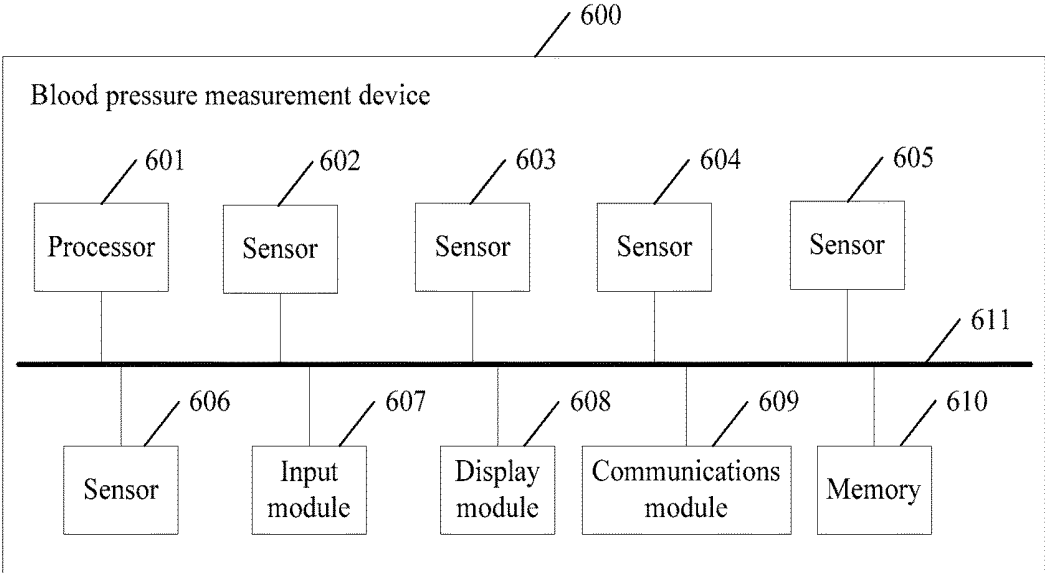 600
Blood pressure measurement device
601
602
603
604
605
Processor
Sensor
Sensor
Sensor
Sensor
611
606
607
608
609
610
Sensor
Input
module
Display
module
Communications
module
Memory